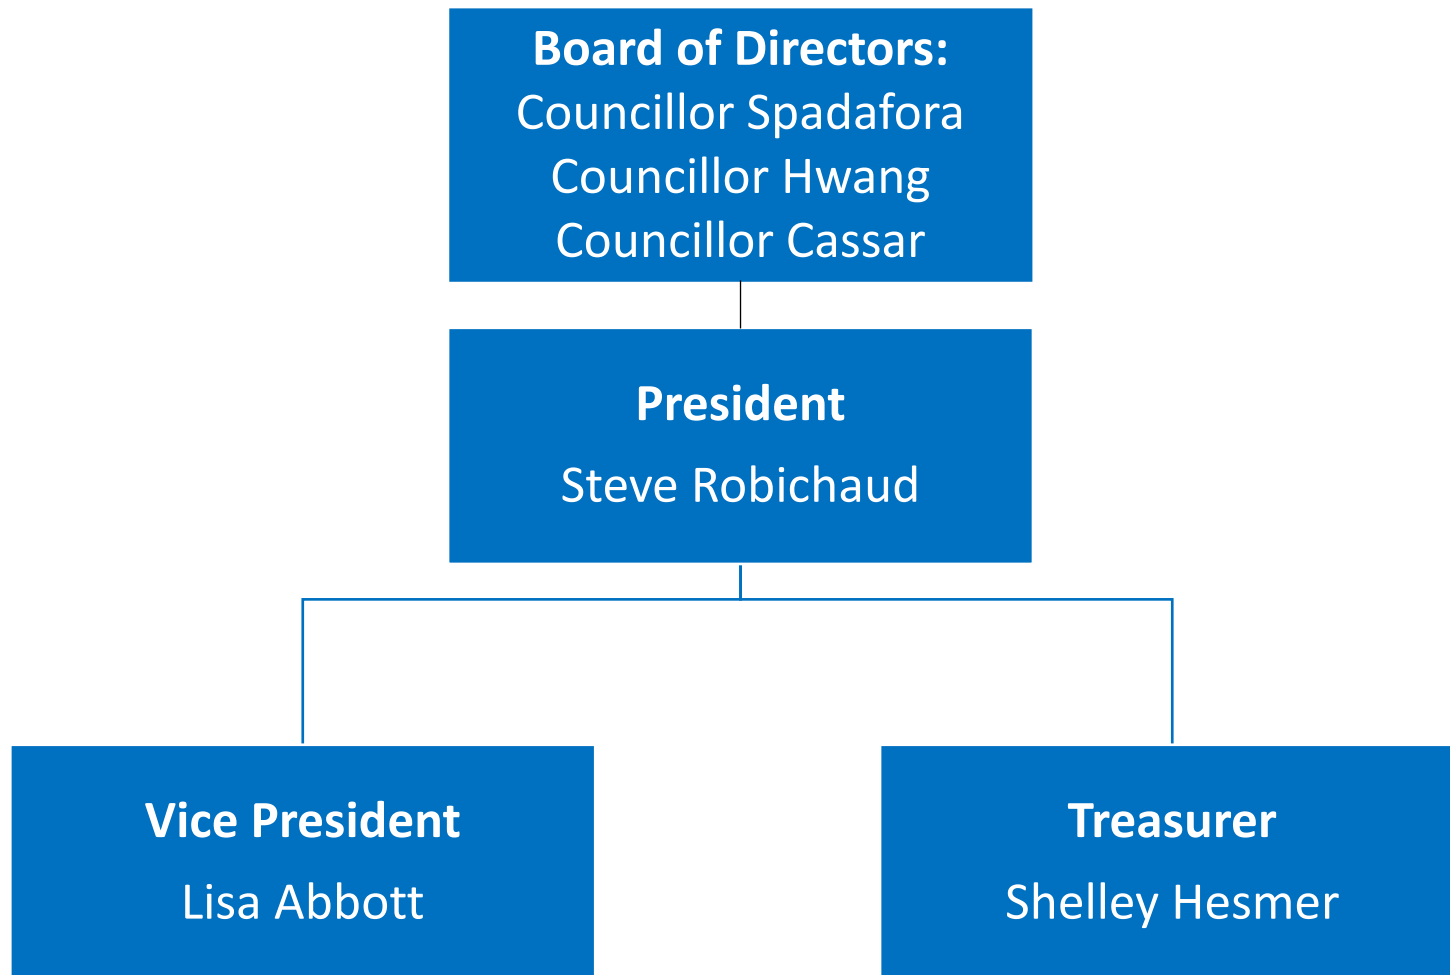 Board of Directors:
Councillor Spadafora
Councillor Hwang
Councillor Cassar
President
Steve Robichaud
Vice President
Lisa Abbott
Treasurer
Shelley Hesmer